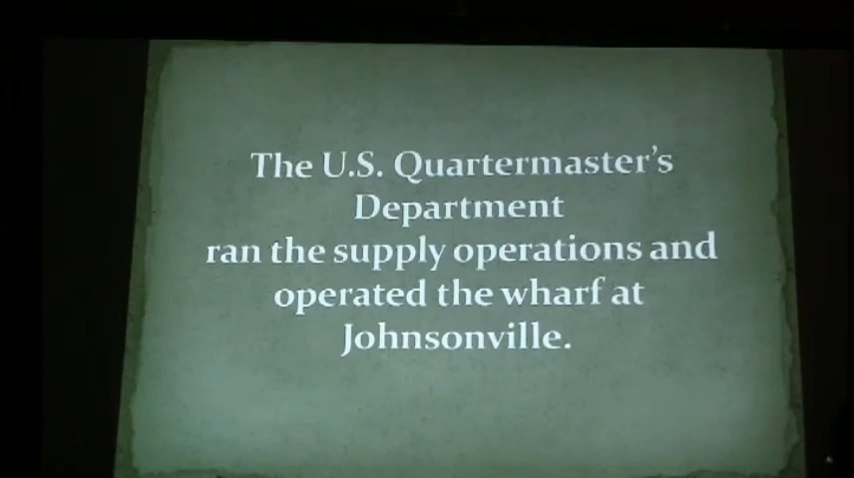 The U.S. Quartermaster’s
Department
ran the supply operations and
operated the wharf at
Johnsonville.